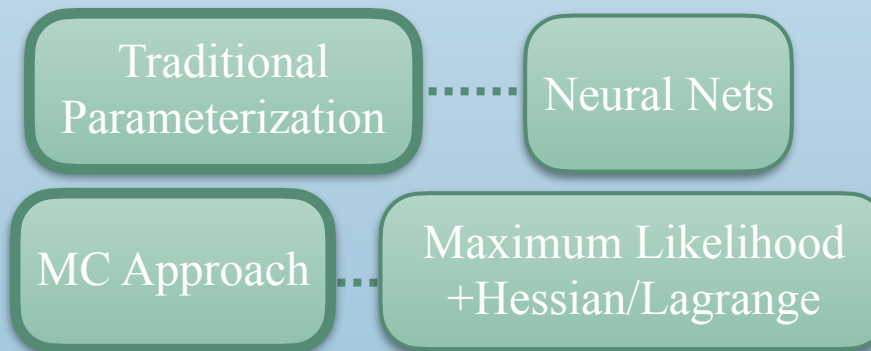 Traditional
Parameterization
Neural Nets
MC Approach
Maximum Likelihood
+Hessian/Lagrange